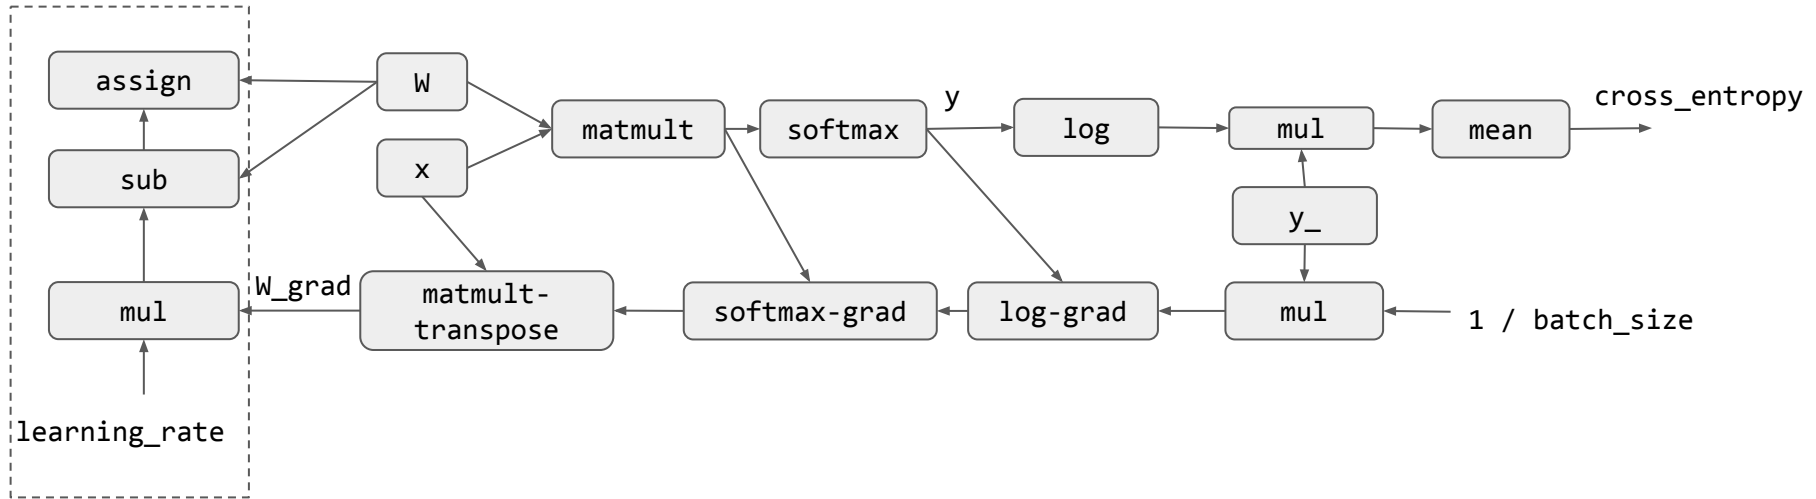 assign
W
cross_entropy
y
matmult
softmax
log
mul
mean
x
sub
y_
W_grad
mul
matmult-
transpose
softmax-grad
log-grad
mul
1 / batch_size
learning_rate